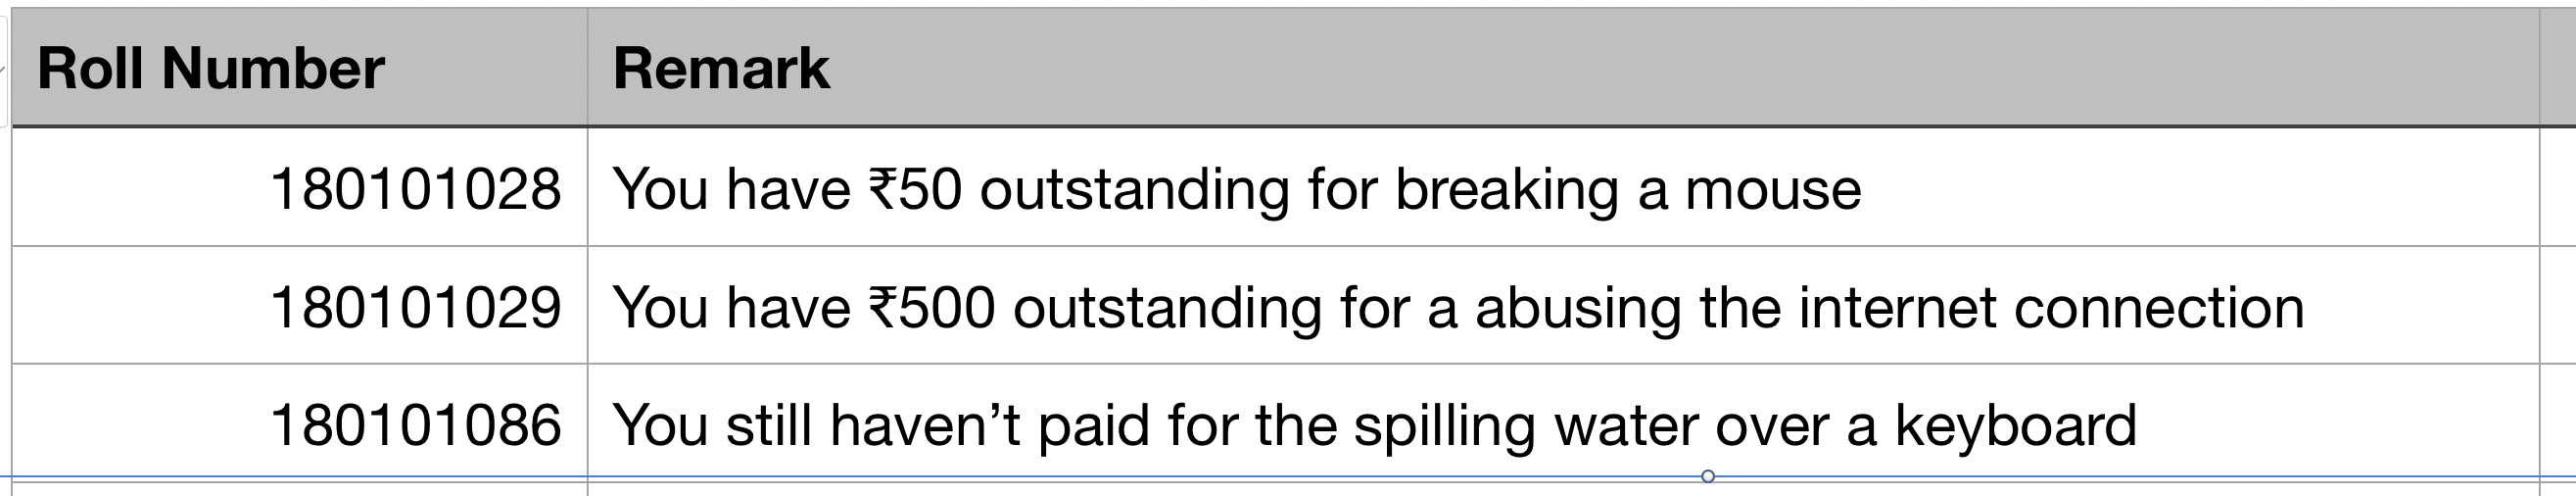 Roll Number Remark
180101028 You have ₹50 outstanding for breaking a mouse
180101029 You have ₹500 outstanding for a abusing the internet connection
180101086 You still haven’t paid for the spilling water over a keyboard